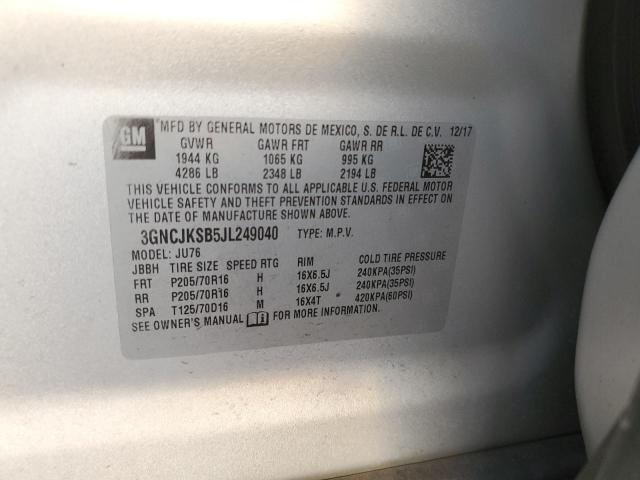 GM
MFD BY GENERAL MOTORS DE MEXICO, S. DE R.L. DE C.V. 12/17
GVWR GAWR FRT GAWR RR
1944 KG 1065 KG 995 KG
4286 LB 2348 LB 2194 LB
THIS VEHICLE CONFORMS TO ALL APPLICABLE U.S. FEDERAL MOTOR
VEHICLE SAFETY AND THEFT PREVENTION STANDARDS IN EFFECT ON
THE DATE OF MANUFACTURE SHOWN ABOVE.
3GNCJKSB5JL249040 TYPE: M.P.V.
MODEL: JU76
JBBH TIRE SIZE SPEED RTG RIM COLD TIRE PRESSURE
FRT P205/70R16 H 16X6.5J 240KPA(35PSI)
RR P205/70R16 H 16X6.5J 240KPA(35PSI)
SPA T125/70D16 M 16X4T 420KPA(60PSI)
SEE OWNER'S MANUAL FOR MORE INFORMATION.